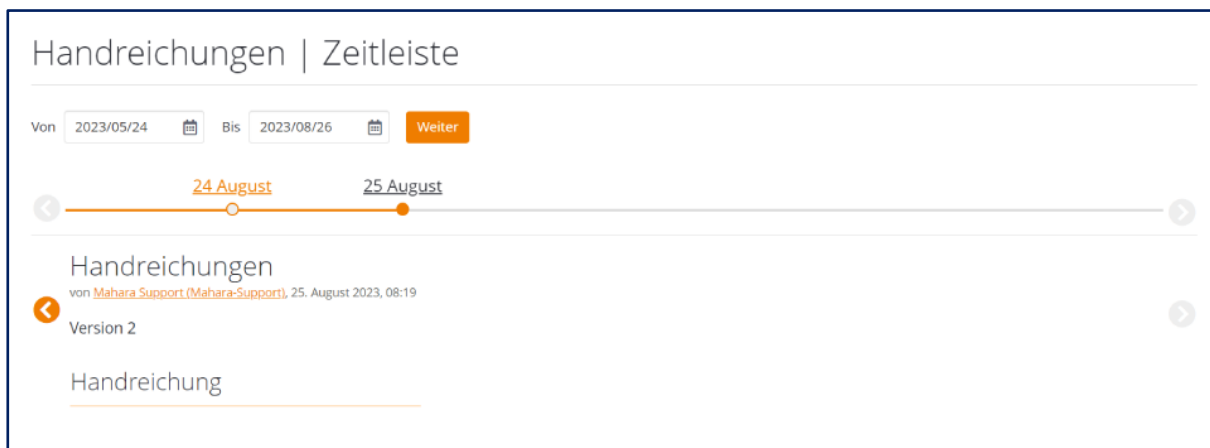 Handreichungen | Zeitleiste
Von 2023/05/24 Bis 2023/08/26 Weiter
24 August 25 August
Handreichungen
von Mahara Support (Mahara-Support), 25. August 2023, 08:19
Version 2
Handreichung